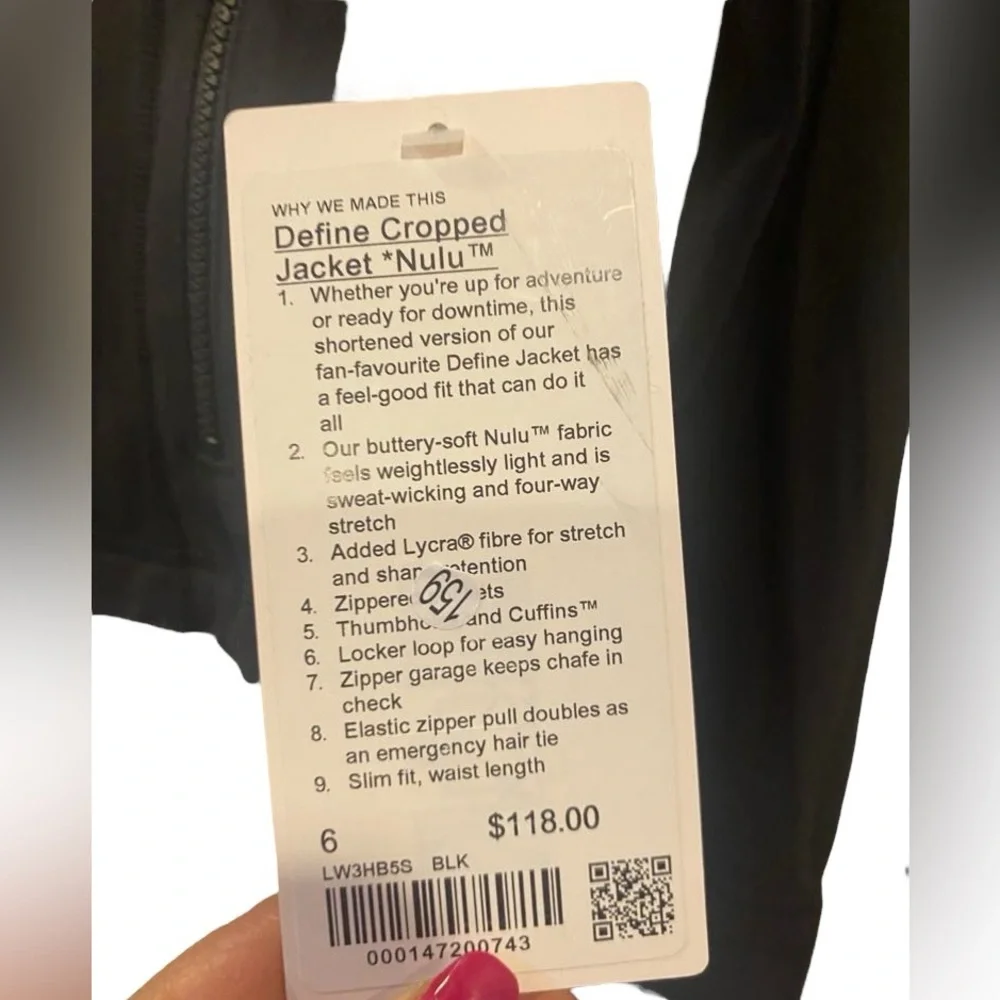 WHY WE MADE THIS
Define Cropped
Jacket *Nulu™
1. Whether you're up for adventure
or ready for downtime, this
shortened version of our
fan-favourite Define Jacket has
a feel-good fit that can do it
all
2. Our buttery-soft Nulu™ fabric
feels weightlessly light and is
sweat-wicking and four-way
stretch
3. Added Lycra® fibre for stretch
and
4.
159
5. and Cuffins™
6. Locker loop for easy hanging
7. Zipper garage keeps chafe in
check
8. Elastic zipper pull doubles as
an emergency hair tie
9. Slim fit, waist length
6 $118.00
LW3HB5S BLK
000147200743